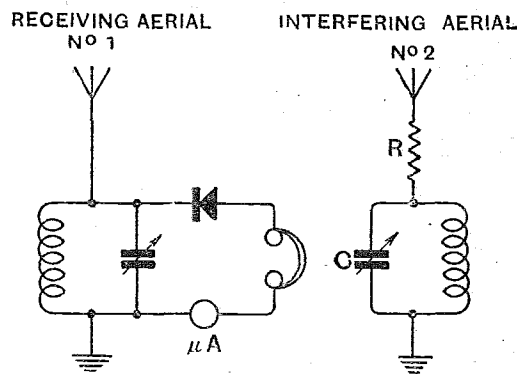 RECEIVING AERIAL
Nº 1
INTERFERING AERIAL
Nº 2
R
C
μA